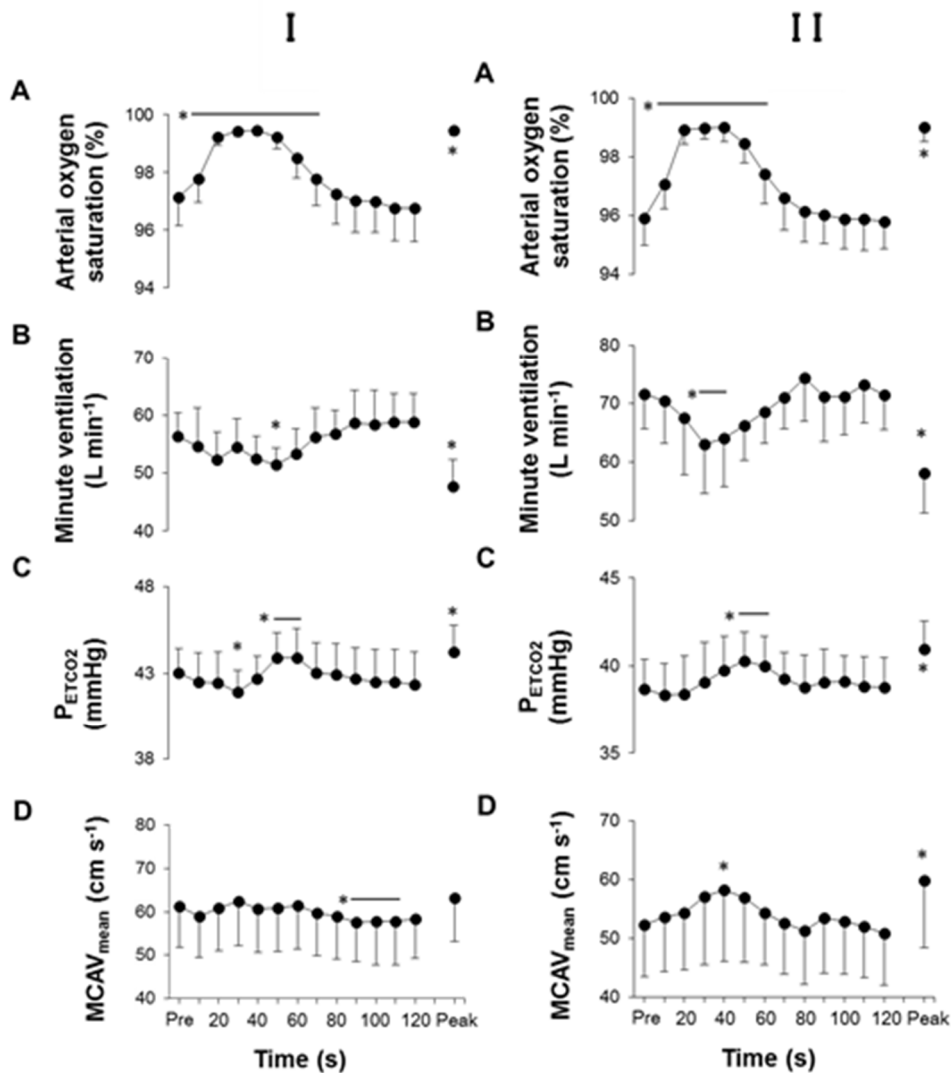 I
II
A
Arterial oxygen
saturation (%)
100
98
96
94
*
*
A
Arterial oxygen
saturation (%)
100
98
96
94
*
*
B
Minute ventilation
(L min-1)
70
60
50
40
*
*
B
Minute ventilation
(L min-1)
80
70
60
50
*
*
C
PETCO2
(mmHg)
48
43
38
*
*
*
C
PETCO2
(mmHg)
45
40
35
*
*
D
MCAVmean (cm s-1)
80
70
60
50
40
*
Pre 20 40 60 80 100 120 Peak
Time (s)
D
MCAVmean (cm s-1)
70
60
50
40
*
*
Pre 20 40 60 80 100 120 Peak
Time (s)